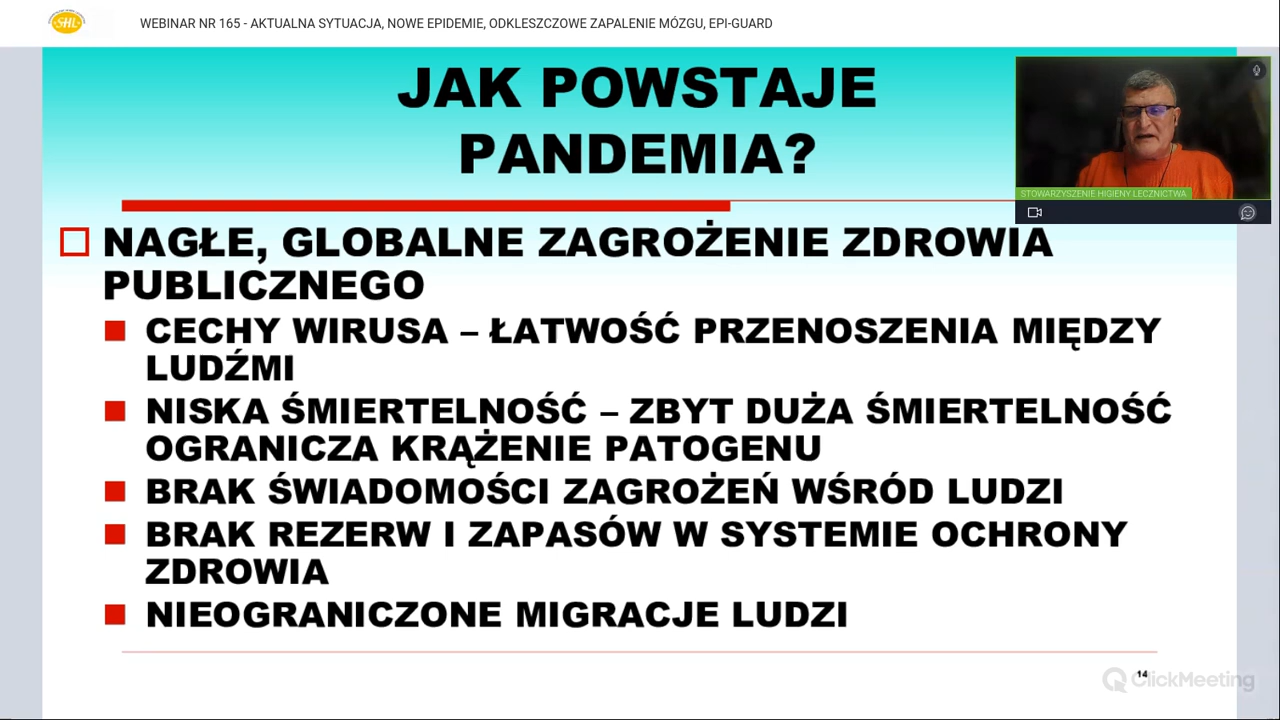 SHL
WEBINAR NR 165 - AKTUALNA SYTUACJA, NOWE EPIDEMIE, ODKLESZCZOWE ZAPALENIE MÓZGU, EPI-GUARD
JAK POWSTAJE
PANDEMIA?
STOWARZYSZENIE HIGIENY LECZNICTWA
NAGŁE, GLOBALNE ZAGROŻENIE ZDROWIA
PUBLICZNEGO
CECHY WIRUSA – ŁATWOŚĆ PRZENOSZENIA MIĘDZY
LUDŹMI
NISKA ŚMIERTELNOŚĆ – ZBYT DUŻA ŚMIERTELNOŚĆ
OGRANICZA KRĄŻENIE PATOGENU
BRAK ŚWIADOMOŚCI ZAGROŻEŃ WŚRÓD LUDZI
BRAK REZERW I ZAPASÓW W SYSTEMIE OCHRONY
ZDROWIA
NIEOGRANICZONE MIGRACJE LUDZI
14
ClickMeeting